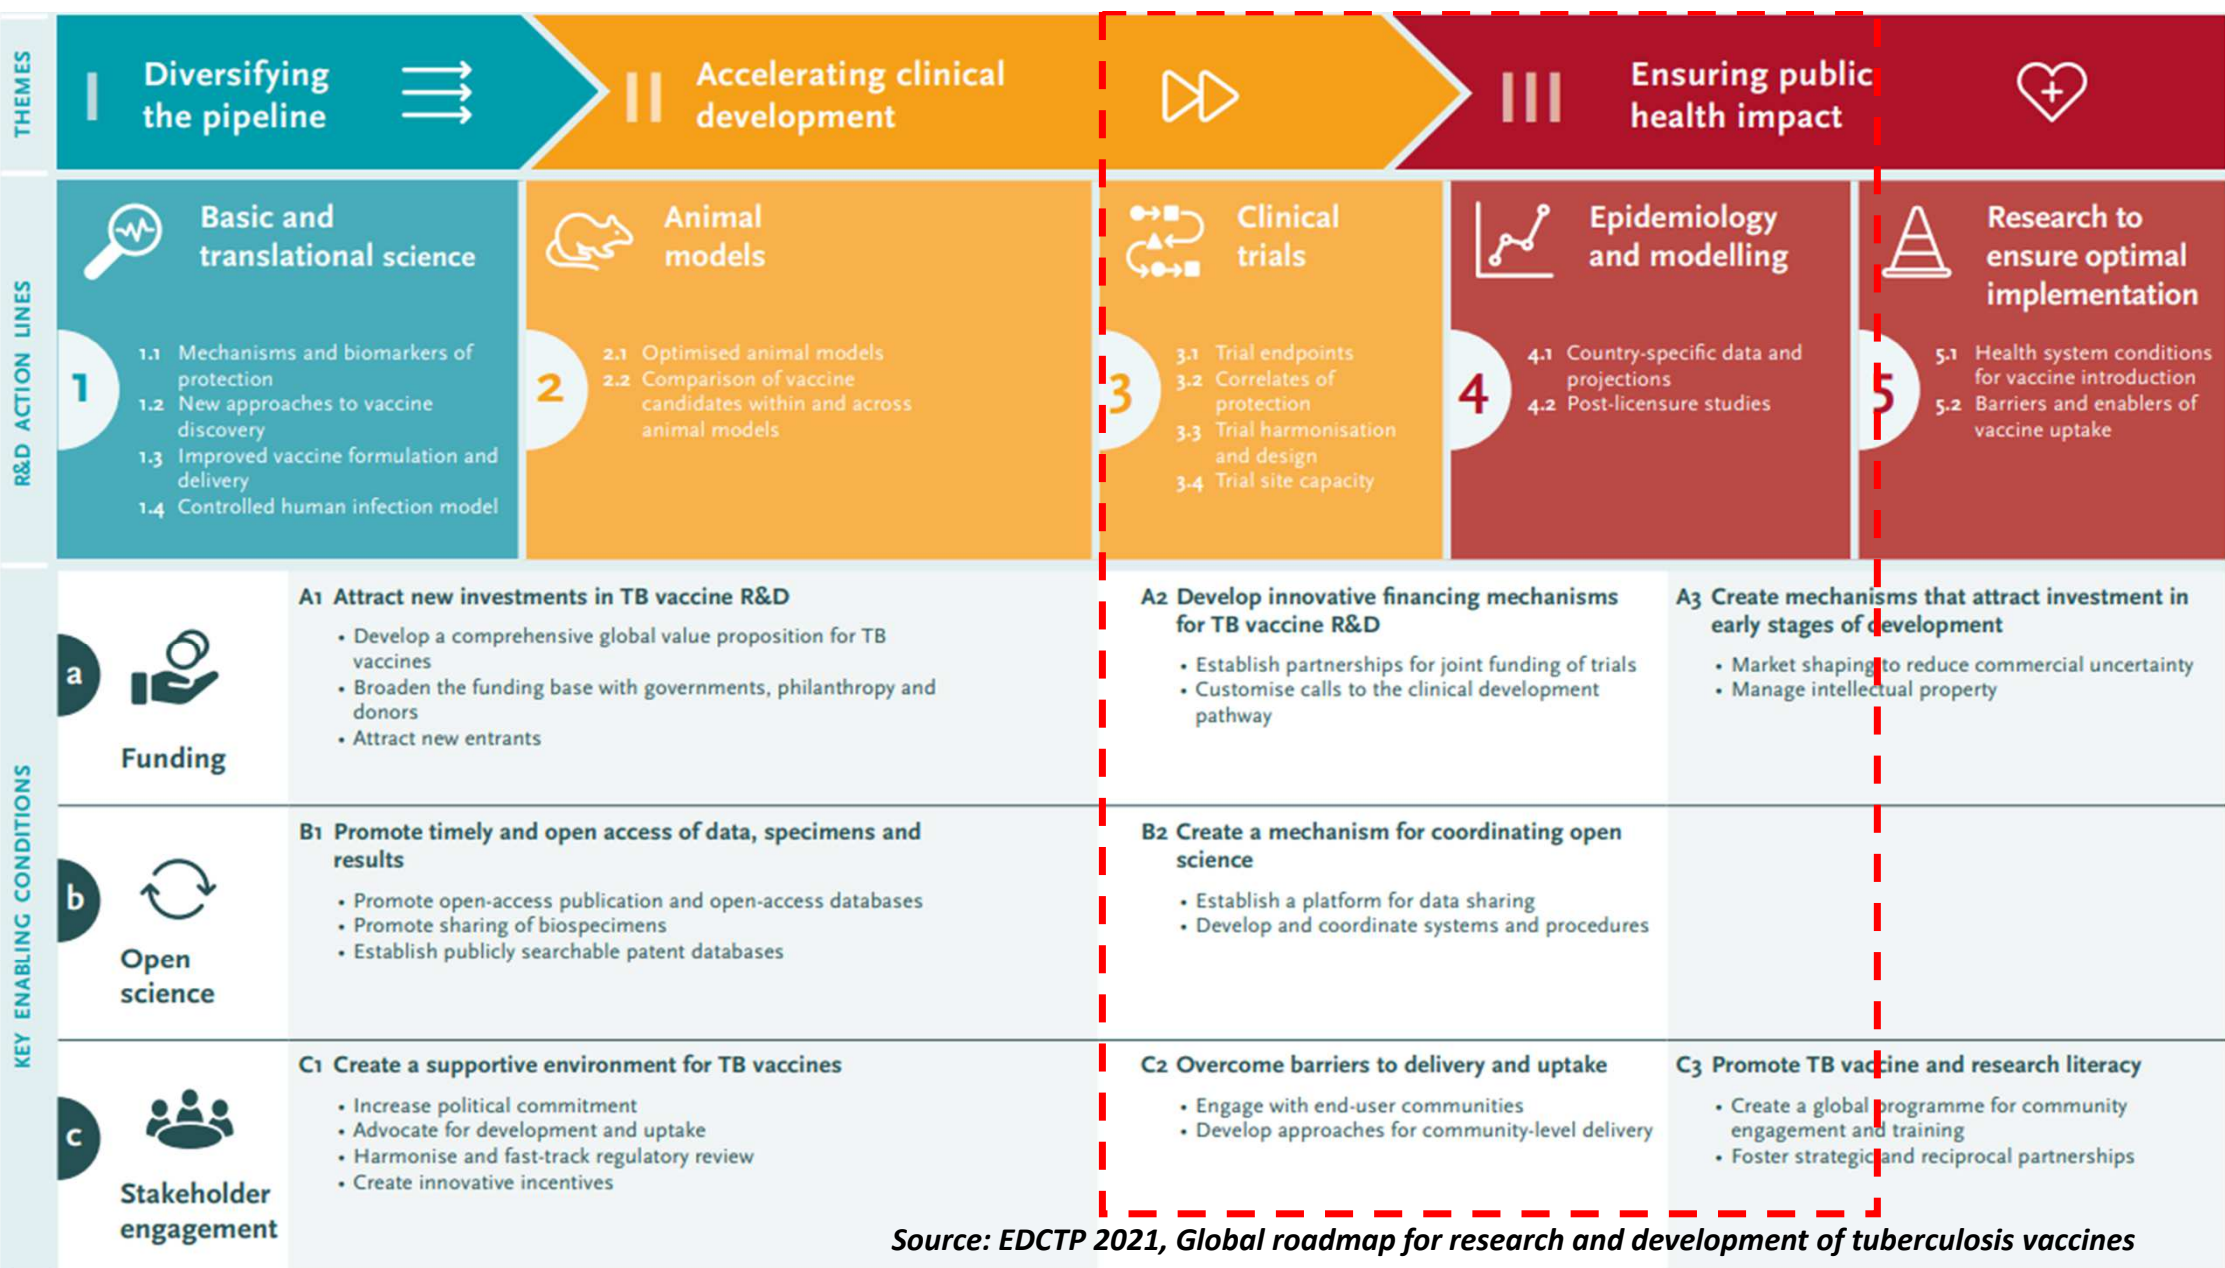 THEMES
I
Diversifying
the pipeline
II
Accelerating clinical
development
III
Ensuring public
health impact
R&D ACTION LINES
1
Basic and
translational science
1.1 Mechanisms and biomarkers of
protection
1.2 New approaches to vaccine
discovery
1.3 Improved vaccine formulation and
delivery
1.4 Controlled human infection model
2
Animal
models
2.1 Optimised animal models
2.2 Comparison of vaccine
candidates within and across
animal models
3
Clinical
trials
3.1 Trial endpoints
3.2 Correlates of
protection
3.3 Trial harmonisation
and design
3.4 Trial site capacity
4
Epidemiology
and modelling
4.1 Country-specific data and
projections
4.2 Post-licensure studies
5
Research to
ensure optimal
implementation
5.1 Health system conditions
for vaccine introduction
5.2 Barriers and enablers of
vaccine uptake
KEY ENABLING CONDITIONS
a
Funding
A1 Attract new investments in TB vaccine R&D
• Develop a comprehensive global value proposition for TB
vaccines
• Broaden the funding base with governments, philanthropy and
donors
• Attract new entrants
A2 Develop innovative financing mechanisms
for TB vaccine R&D
• Establish partnerships for joint funding of trials
• Customise calls to the clinical development
pathway
A3 Create mechanisms that attract investment in
early stages of development
• Market shaping to reduce commercial uncertainty
• Manage intellectual property
b
Open
science
B1 Promote timely and open access of data, specimens and
results
• Promote open-access publication and open-access databases
• Promote sharing of biospecimens
• Establish publicly searchable patent databases
B2 Create a mechanism for coordinating open
science
• Establish a platform for data sharing
• Develop and coordinate systems and procedures
c
Stakeholder
engagement
C1 Create a supportive environment for TB vaccines
• Increase political commitment
• Advocate for development and uptake
• Harmonise and fast-track regulatory review
• Create innovative incentives
C2 Overcome barriers to delivery and uptake
• Engage with end-user communities
• Develop approaches for community-level delivery
C3 Promote TB vaccine and research literacy
• Create a global programme for community
engagement and training
• Foster strategic and reciprocal partnerships
Source: EDCTP 2021, Global roadmap for research and development of tuberculosis vaccines